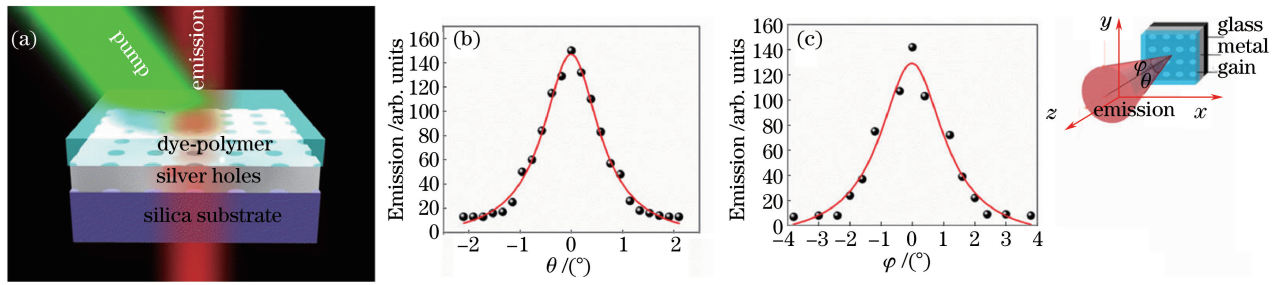 (a)
pump
emission
dye-polymer
silver holes
silica substrate
(b)
Emission /arb. units
160
140
120
100
80
60
40
20
0
−2 −1 0 1 2
θ /(°)
(c)
Emission /arb. units
160
140
120
100
80
60
40
20
0
−4 −3 −2 −1 0 1 2 3 4
φ /(°)
y
glass
metal
gain
φ
θ
z emission x